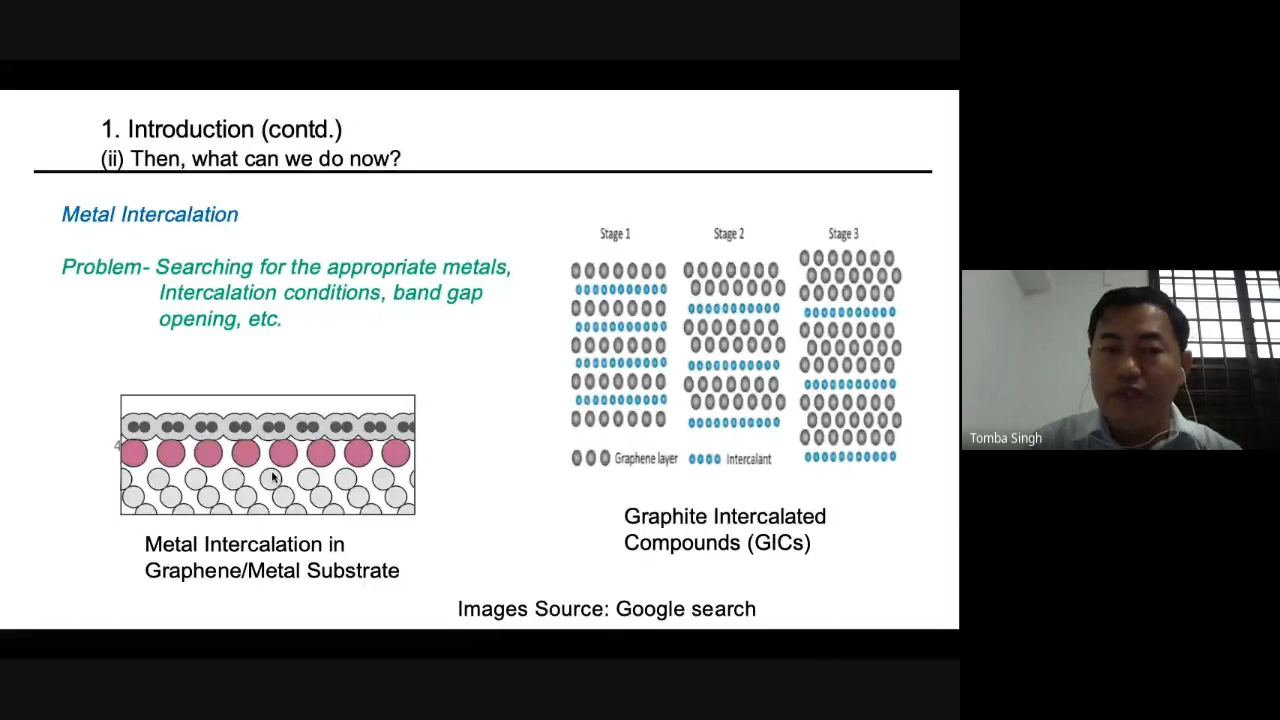 1. Introduction (contd.)
(ii) Then, what can we do now?
Metal Intercalation
Problem- Searching for the appropriate metals,
Intercalation conditions, band gap
opening, etc.
Stage 1
Stage 2
Stage 3
Graphene layer
Intercalant
4
Metal Intercalation in
Graphene/Metal Substrate
Graphite Intercalated
Compounds (GICs)
Images Source: Google search
Tomba Singh